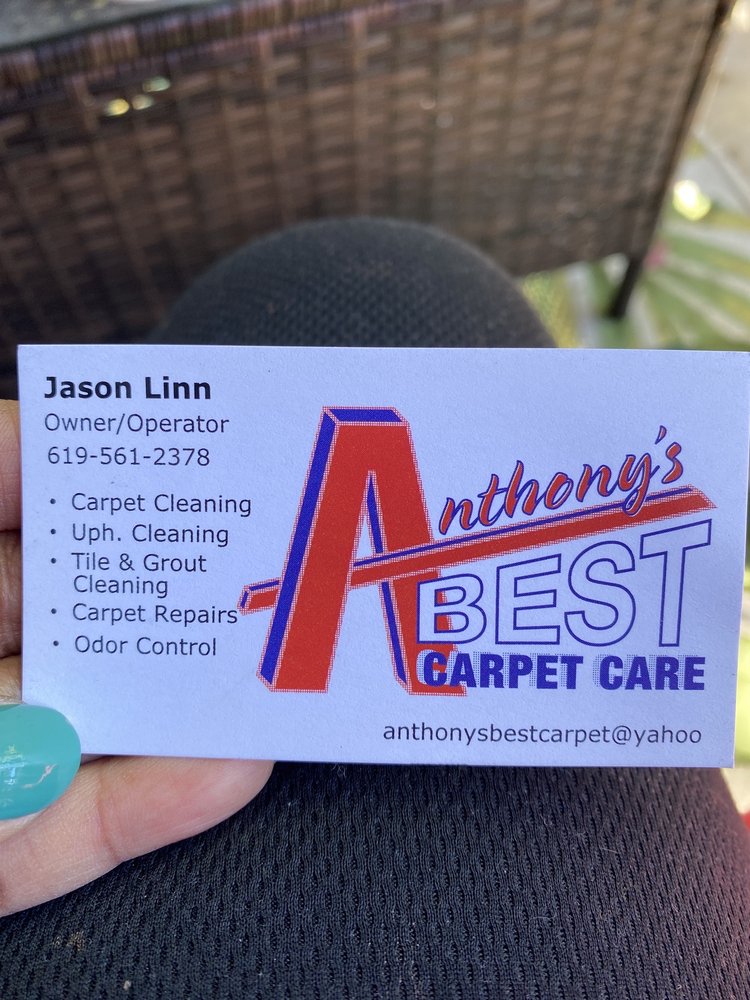 Jason Linn
Owner/Operator
619-561-2378
• Carpet Cleaning
• Uph. Cleaning
• Tile & Grout
Cleaning
• Carpet Repairs
• Odor Control
Anthony's
BEST
CARPET CARE
anthonysbestcarpet@yahoo